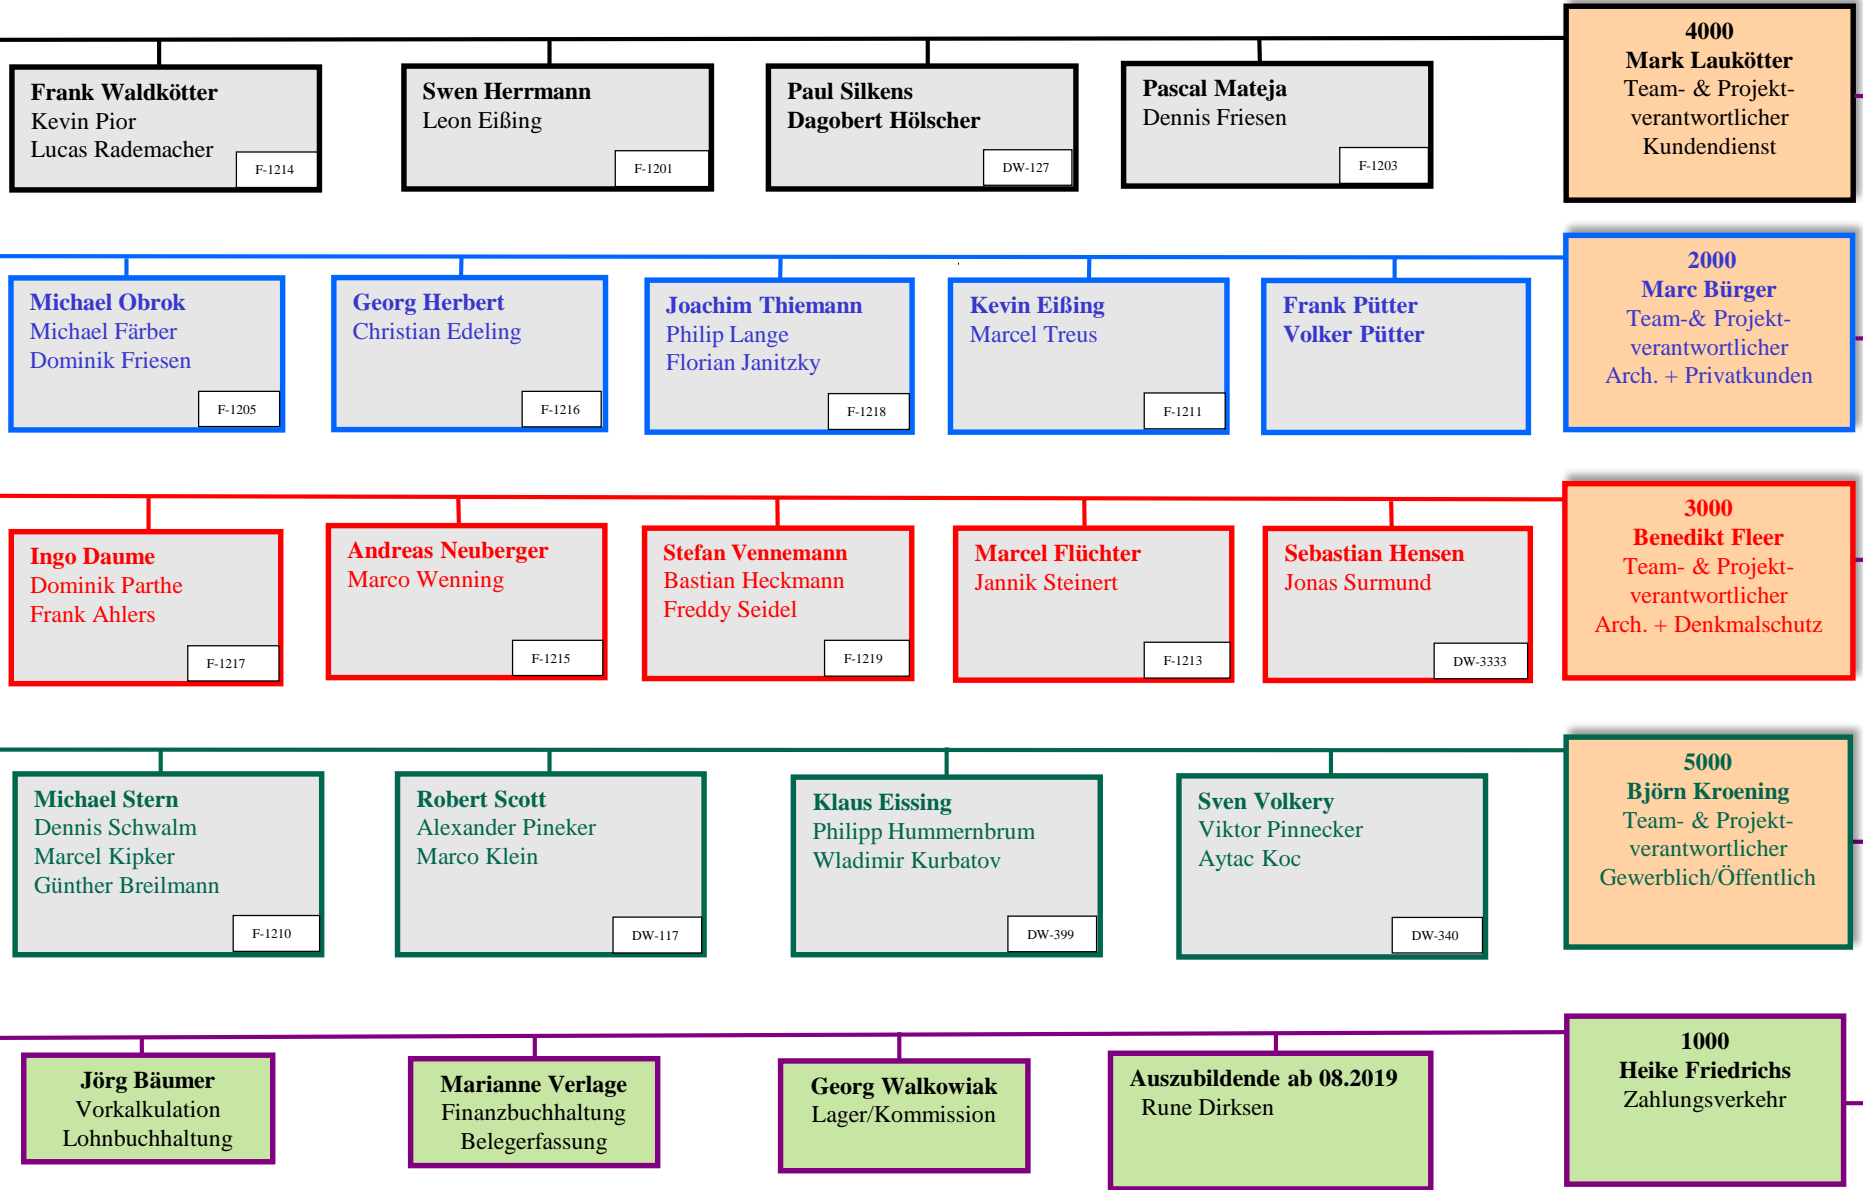 Frank Waldkötter
Kevin Pior
Lucas Rademacher
F-1214
Swen Herrmann
Leon Eißing
F-1201
Paul Silkens
Dagobert Hölscher
DW-127
Pascal Mateja
Dennis Friesen
F-1203
4000
Mark Laukötter
Team- & Projekt-
verantwortlicher
Kundendienst
Michael Obrok
Michael Färber
Dominik Friesen
F-1205
Georg Herbert
Christian Edeling
F-1216
Joachim Thiemann
Philip Lange
Florian Janitzky
F-1218
Kevin Eißing
Marcel Treus
F-1211
Frank Pütter
Volker Pütter
2000
Marc Bürger
Team-& Projekt-
verantwortlicher
Arch. + Privatkunden
Ingo Daume
Dominik Parthe
Frank Ahlers
F-1217
Andreas Neuberger
Marco Wenning
F-1215
Stefan Vennemann
Bastian Heckmann
Freddy Seidel
F-1219
Marcel Flüchter
Jannik Steinert
F-1213
Sebastian Hensen
Jonas Surmund
DW-3333
3000
Benedikt Fleer
Team- & Projekt-
verantwortlicher
Arch. + Denkmalschutz
Michael Stern
Dennis Schwalm
Marcel Kipker
Günther Breilmann
F-1210
Robert Scott
Alexander Pineker
Marco Klein
DW-117
Klaus Eissing
Philipp Hummernbrum
Wladimir Kurbatov
DW-399
Sven Volkery
Viktor Pinnecker
Aytac Koc
DW-340
5000
Björn Kroening
Team- & Projekt-
verantwortlicher
Gewerblich/Öffentlich
Jörg Bäumer
Vorkalkulation
Lohnbuchhaltung
Marianne Verlage
Finanzbuchhaltung
Belegerfassung
Georg Walkowiak
Lager/Kommission
Auszubildende ab 08.2019
Rune Dirksen
1000
Heike Friedrichs
Zahlungsverkehr